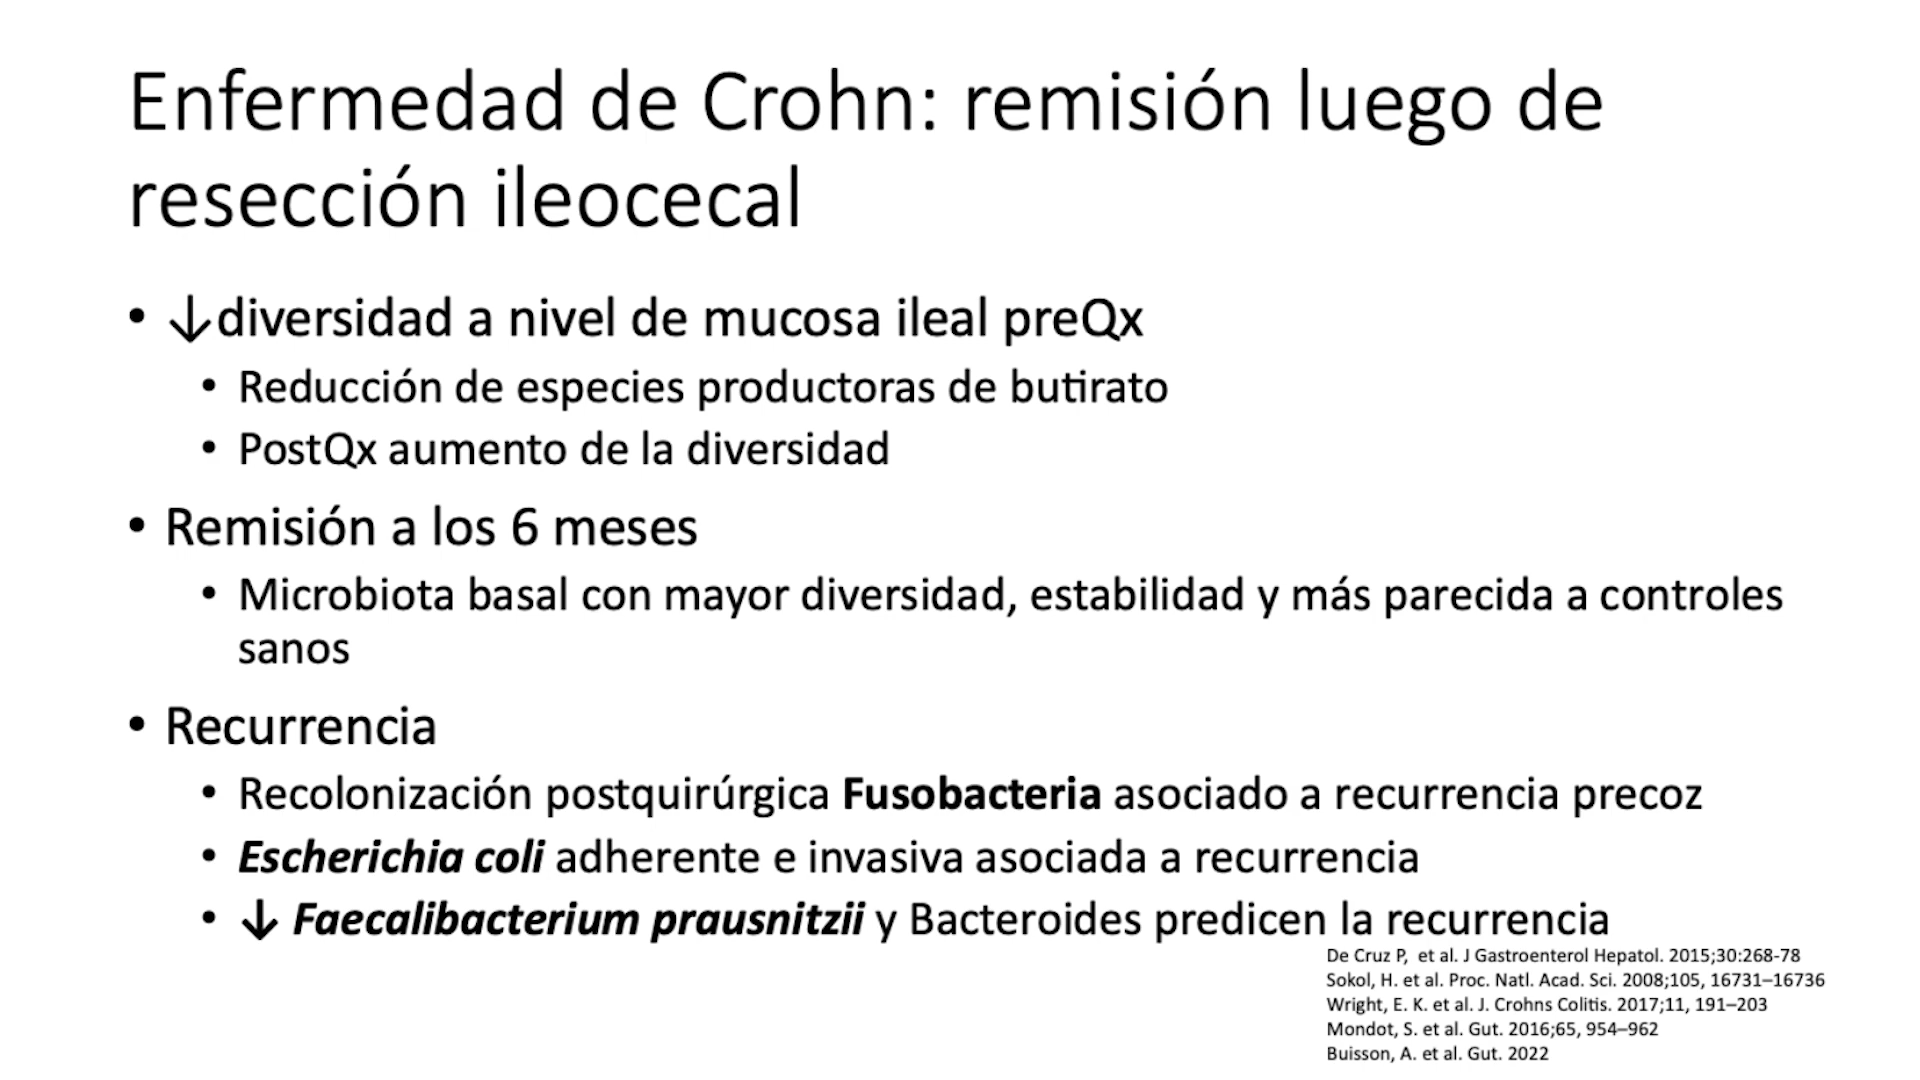 Enfermedad de Crohn: remisión luego de
resección ileocecal
• ↓diversidad a nivel de mucosa ileal preQx
• Reducción de especies productoras de butirato
• PostQx aumento de la diversidad
• Remisión a los 6 meses
• Microbiota basal con mayor diversidad, estabilidad y más parecida a controles
sanos
• Recurrencia
• Recolonización postquirúrgica Fusobacteria asociado a recurrencia precoz
• Escherichia coli adherente e invasiva asociada a recurrencia
• ↓ Faecalibacterium prausnitzii y Bacteroides predicen la recurrencia
De Cruz P, et al. J Gastroenterol Hepatol. 2015;30:268-78
Sokol, H. et al. Proc. Natl. Acad. Sci. 2008;105, 16731–16736
Wright, E. K. et al. J. Crohns Colitis. 2017;11, 191–203
Mondot, S. et al. Gut. 2016;65, 954–962
Buisson, A. et al. Gut. 2022